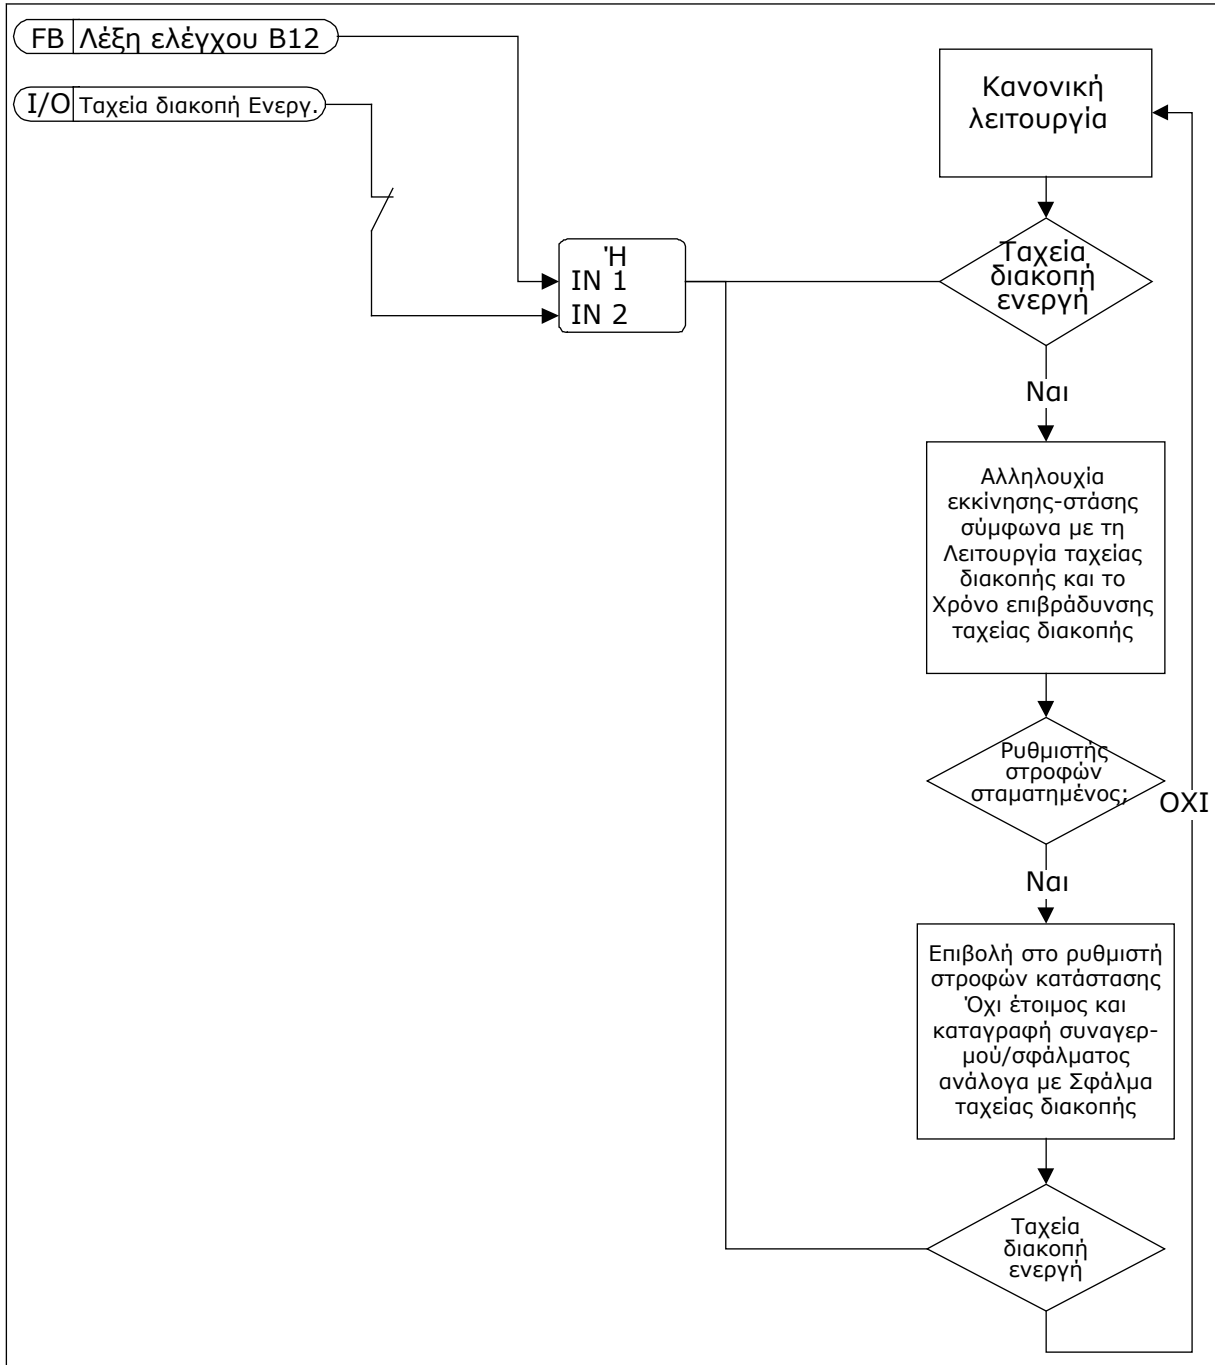 FB Λέξη ελέγχου B12
I/O Ταχεία διακοπή Ενεργ.
Ή
IN 1
IN 2
Κανονική
λειτουργία
Ταχεία
διακοπή
ενεργή
Ναι
Αλληλουχία
εκκίνησης-στάσης
σύμφωνα με τη
Λειτουργία ταχείας
διακοπής και το
Χρόνο επιβράδυνσης
ταχείας διακοπής
Ρυθμιστής
στροφών
σταματημένος;
ΟΧΙ
Ναι
Επιβολή στο ρυθμιστή
στροφών κατάστασης
Όχι έτοιμος και
καταγραφή συναγερ-
μού/σφάλματος
ανάλογα με Σφάλμα
ταχείας διακοπής
Ταχεία
διακοπή
ενεργή